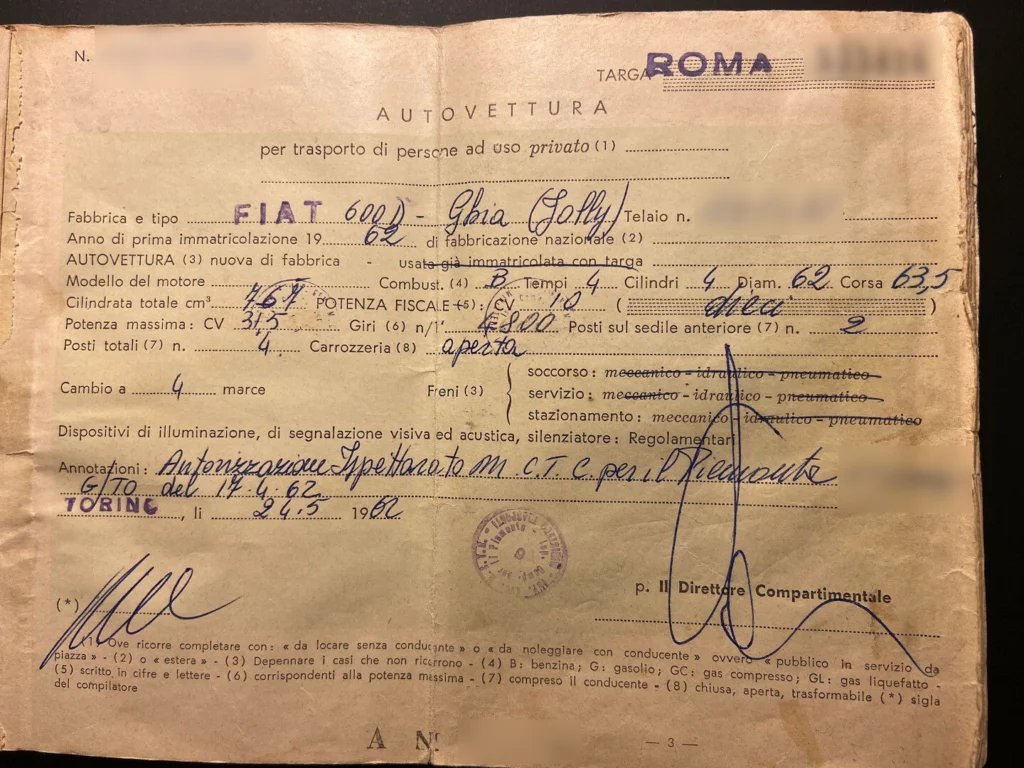 N.
TARGA ROMA
AUTOVETTURA
per trasporto di persone ad uso privato (1)
Fabbrica e tipo FIAT 600 D - Ghia (Jolly) Telaio n.
Anno di prima immatricolazione 19 62 di fabbricazione nazionale (2)
AUTOVETTURA (3) nuova di fabbrica - usata già immatricolata con targa
Modello del motore Combust. (4) B Tempi 4 Cilindri 4 Diam. 62 Corsa 63,5
Cilindrata totale cm³ 767 POTENZA FISCALE (5): CV 10 ( dieci )
Potenza massima: CV 31,5 Giri (6) n/1' 4800 Posti sul sedile anteriore (7) n. 2
Posti totali (7) n. 4 Carrozzeria (8) aperta
Cambio a 4 marce Freni (3)
soccorso: meccanico - idraulico - pneumatico
servizio: meccanico - idraulico - pneumatico
stazionamento: meccanico - idraulico - pneumatico
Dispositivi di illuminazione, di segnalazione visiva ed acustica, silenziatore: Regolamentari
Annotazioni: Autorizzazione Ispettorato M.C.T.C. per il Piemonte
G/TO del 17.4.62
TORINO, li 24.5 1962
p. Il Direttore Compartimentale
(*)
(1) Ove ricorre completare con: « da locare senza conducente » o « da noleggiare con conducente » ovvero « pubblico in servizio da
piazza » - (2) o « estera » - (3) Depennare i casi che non ricorrono - (4) B: benzina; G: gasolio; GC: gas compresso; GL: gas liquefatto -
(5) scritto in cifre e lettere - (6) corrispondenti alla potenza massima - (7) compreso il conducente - (8) chiusa, aperta, trasformabile (*) sigla
del compilatore
A N°
— 3 —